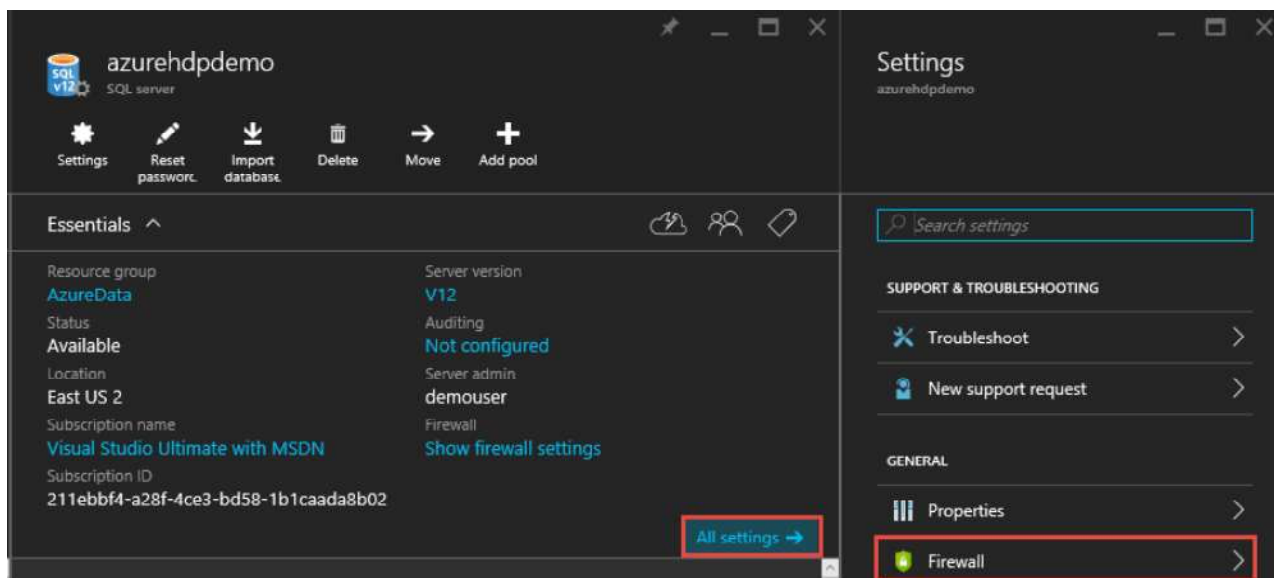 azurehdpdemo
SQL server
SQL
v12
Settings
Reset
passworc
Import
database
Delete
Move
Add pool
Essentials
Resource group
AzureData
Status
Available
Location
East US 2
Subscription name
Visual Studio Ultimate with MSDN
Subscription ID
211ebbf4-a28f-4ce3-bd58-1b1caada8b02
Server version
V12
Auditing
Not configured
Server admin
demouser
Firewall
Show firewall settings
All settings →
Settings
azurehdpdemo
Search settings
SUPPORT & TROUBLESHOOTING
Troubleshoot
New support request
GENERAL
Properties
Firewall